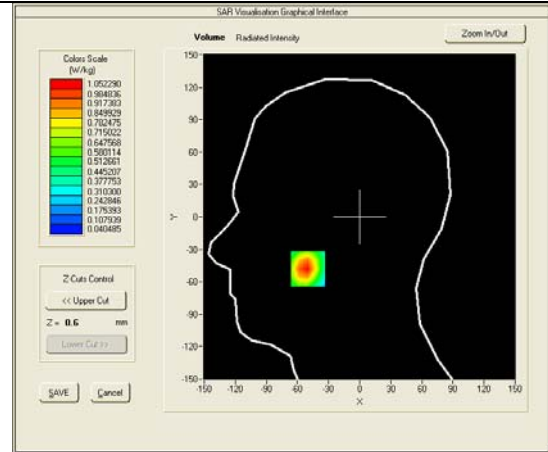 SAR Visualisation Graphical Interface
Volume Radiated Intensity
Zoom In/Out
Colors Scale
(W/kg)
1.052290
0.984836
0.917383
0.849929
0.782475
0.715022
0.647568
0.580114
0.512661
0.445207
0.377753
0.310300
0.242846
0.175393
0.107939
0.040485
Z Cuts Control
<< Upper Cut
Z = 0.6 mm
Lower Cut >>
SAVE Cancel
150
120
90
60
30
0
-30
-60
-90
-120
-150
Y
-150 -120 -90 -60 -30 0 30 60 90 120 150
X